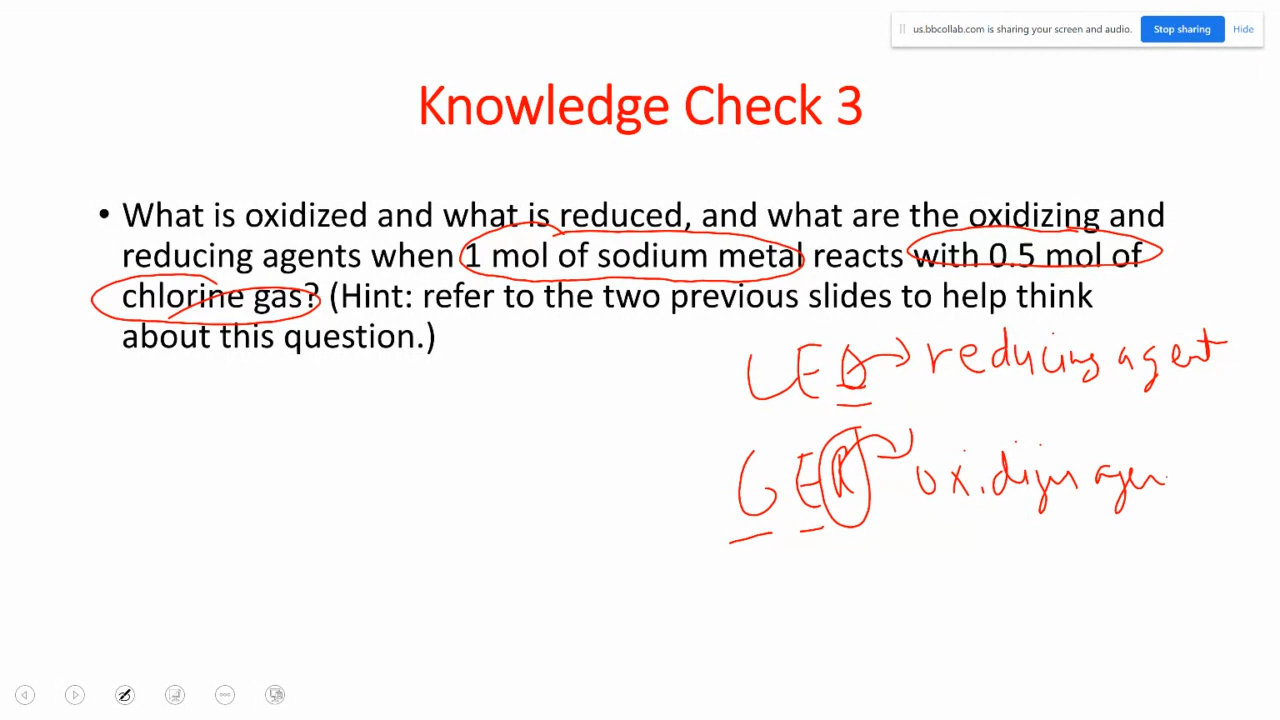 us.bbcollab.com is sharing your screen and audio. Stop sharing Hide
Knowledge Check 3
• What is oxidized and what is reduced, and what are the oxidizing and
reducing agents when 1 mol of sodium metal reacts with 0.5 mol of
chlorine gas? (Hint: refer to the two previous slides to help think
about this question.)
LEO → reducing agent
GER → oxidizing agen